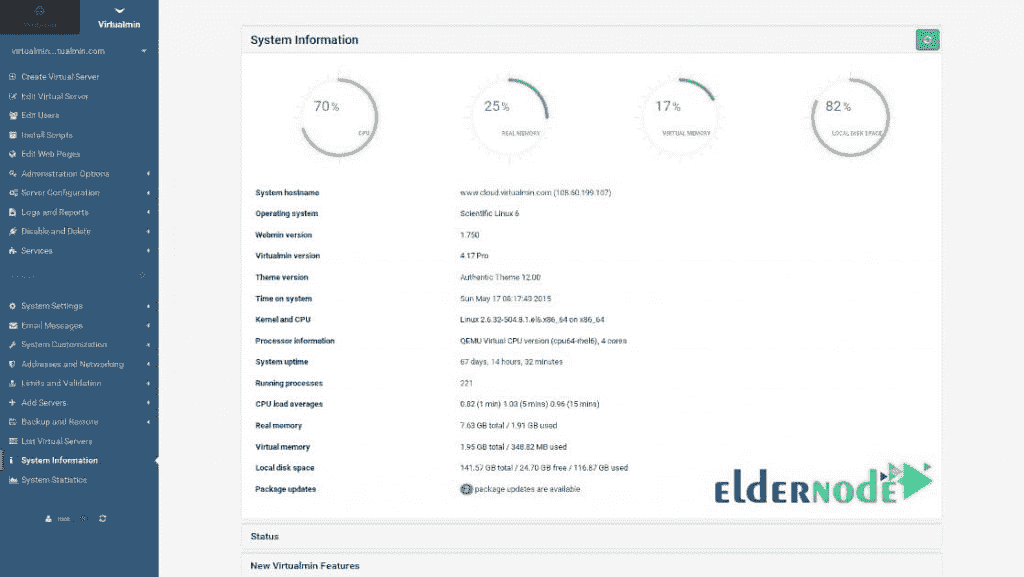 Virtualmin
virtualmin...tualmin.com
Create Virtual Server
Edit Virtual Server
Edit Users
Install Scripts
Edit Web Pages
Administration Options
Server Configuration
Logs and Reports
Disable and Delete
Services
System Settings
Email Messages
System Customization
Addresses and Networking
Limits and Validation
Add Servers
Backup and Restore
List Virtual Servers
System Information
System Statistics
root
System Information
70%
CPU
25%
REAL MEMORY
17%
VIRTUAL MEMORY
82%
LOCAL DISK SPACE
System hostname www.cloud.virtualmin.com (108.60.199.107)
Operating system Scientific Linux 6
Webmin version 1.750
Virtualmin version 4.17 Pro
Theme version Authentic Theme 12.00
Time on system Sun May 17 08:17:43 2015
Kernel and CPU Linux 2.6.32-504.8.1.el6.x86_64 on x86_64
Processor information QEMU Virtual CPU version (cpu64-rhel6), 4 cores
System uptime 67 days, 14 hours, 32 minutes
Running processes 221
CPU load averages 0.82 (1 min) 1.03 (5 mins) 0.96 (15 mins)
Real memory 7.63 GB total / 1.91 GB used
Virtual memory 1.95 GB total / 348.82 MB used
Local disk space 141.57 GB total / 24.70 GB free / 116.87 GB used
Package updates package updates are available
elderNode
Status
New Virtualmin Features